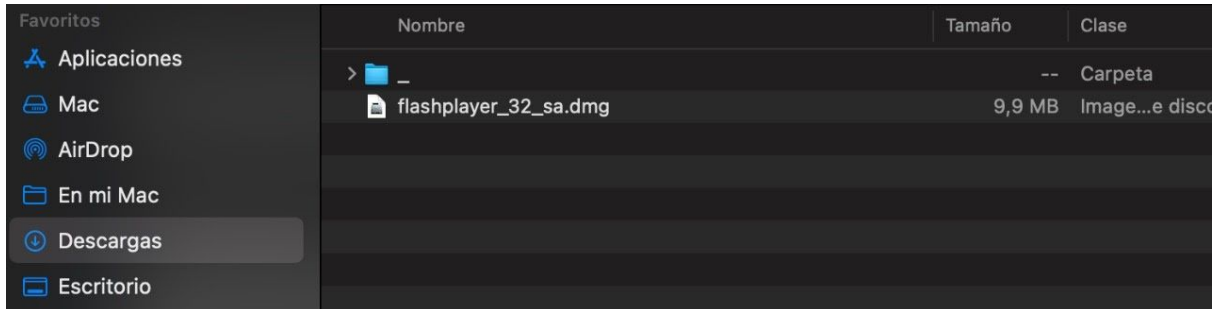 Favoritos
Aplicaciones
Mac
AirDrop
En mi Mac
Descargas
Escritorio
Nombre Tamaño Clase
_ -- Carpeta
flashplayer_32_sa.dmg 9,9 MB Image...e disco